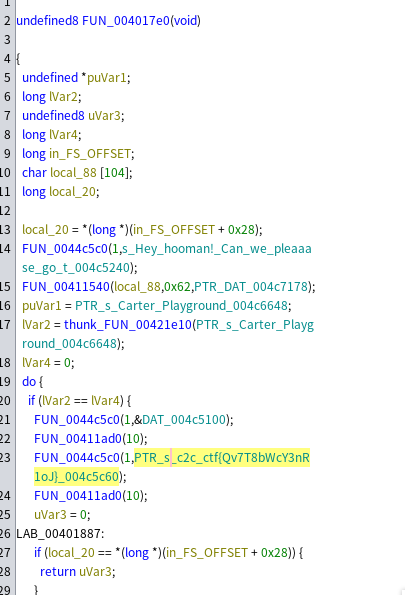 1
2 undefined8 FUN_004017e0(void)
3
4 {
5 undefined *puVar1;
6 long lVar2;
7 undefined8 uVar3;
8 long lVar4;
9 long in_FS_OFFSET;
10 char local_88 [104];
11 long local_20;
12
13 local_20 = *(long *)(in_FS_OFFSET + 0x28);
14 FUN_0044c5c0(1,s_Hey_hooman!_Can_we_pleaaa
se_go_t_004c5240);
15 FUN_00411540(local_88,0x62,PTR_DAT_004c7178);
16 puVar1 = PTR_s_Carter_Playground_004c6648;
17 lVar2 = thunk_FUN_00421e10(PTR_s_Carter_Playg
round_004c6648);
18 lVar4 = 0;
19 do {
20 if (lVar2 == lVar4) {
21 FUN_0044c5c0(1,&DAT_004c5100);
22 FUN_00411ad0(10);
23 FUN_0044c5c0(1,PTR_s_c2c_ctf{Qv7T8bWcY3nR
1oJ}_004c5c60);
24 FUN_00411ad0(10);
25 uVar3 = 0;
26 LAB_00401887:
27 if (local_20 == *(long *)(in_FS_OFFSET + 0x28)) {
28 return uVar3;
29 }